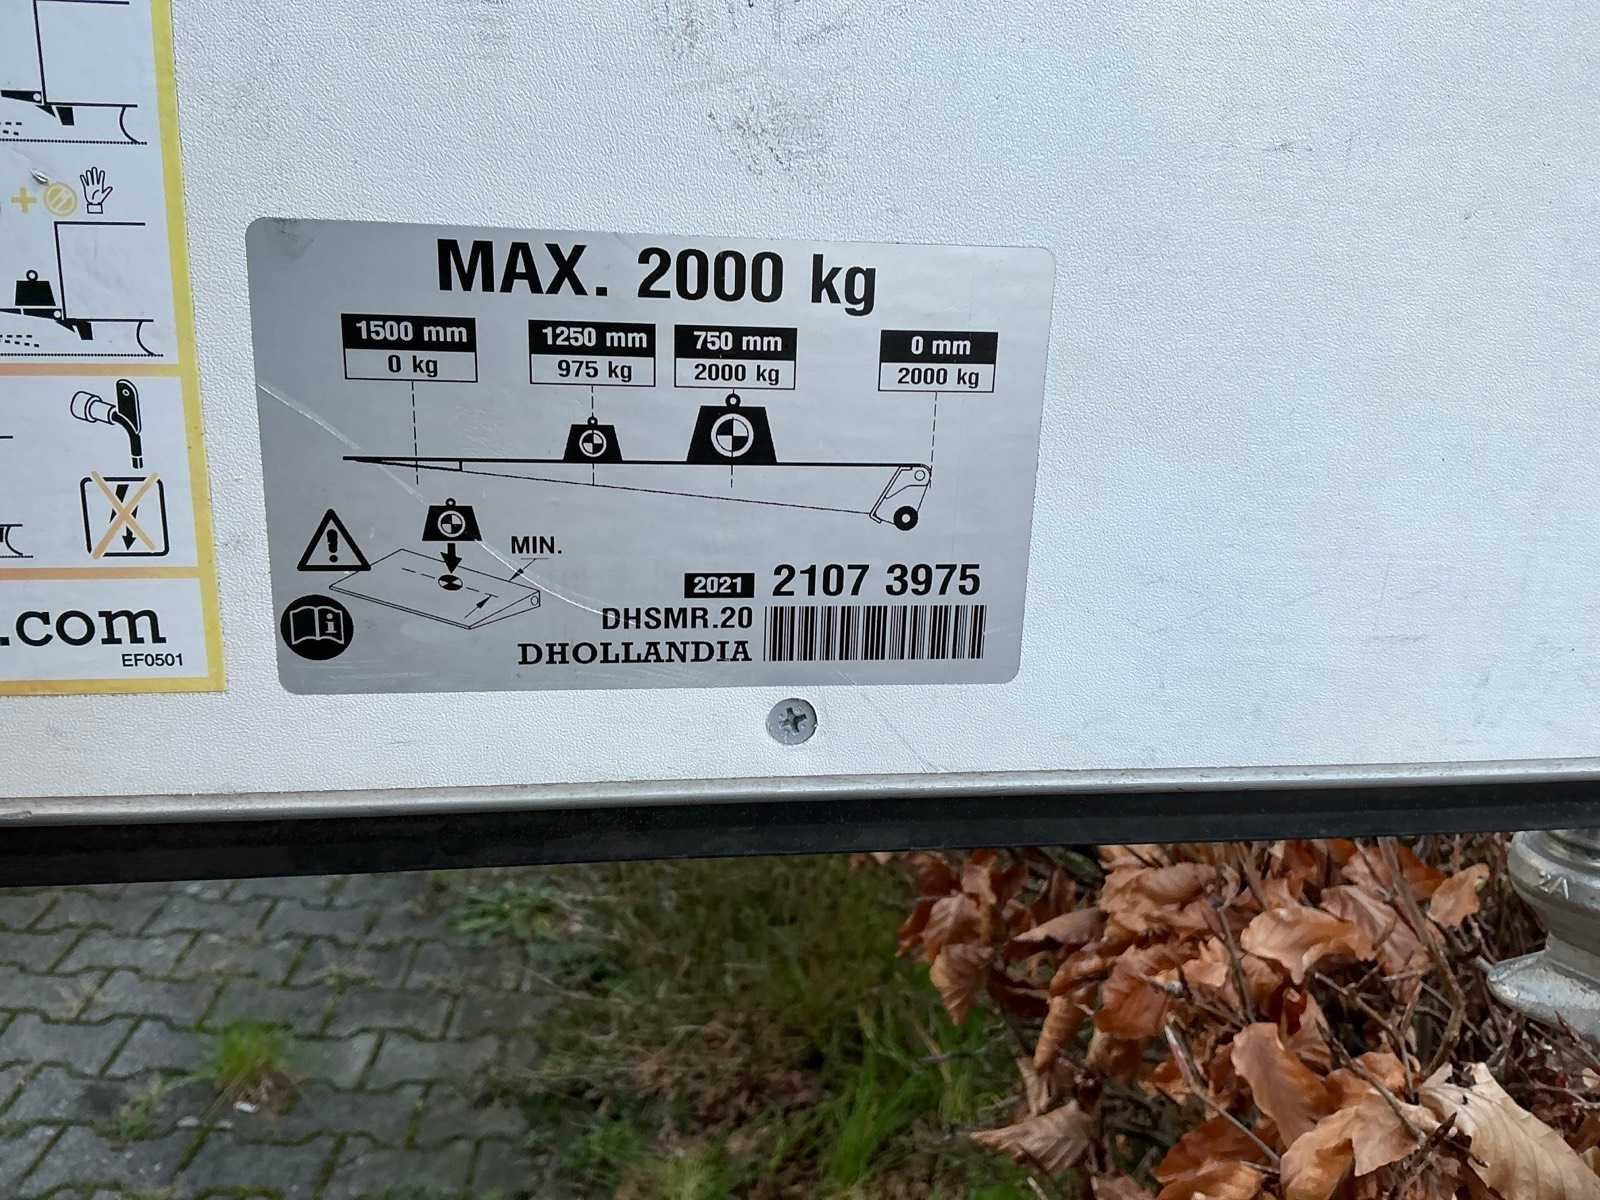 MAX. 2000 kg
1500 mm
0 kg
1250 mm
975 kg
750 mm
2000 kg
0 mm
2000 kg
MIN.
2021 2107 3975
DHSMR.20
DHOLLANDIA
.com
EF0501